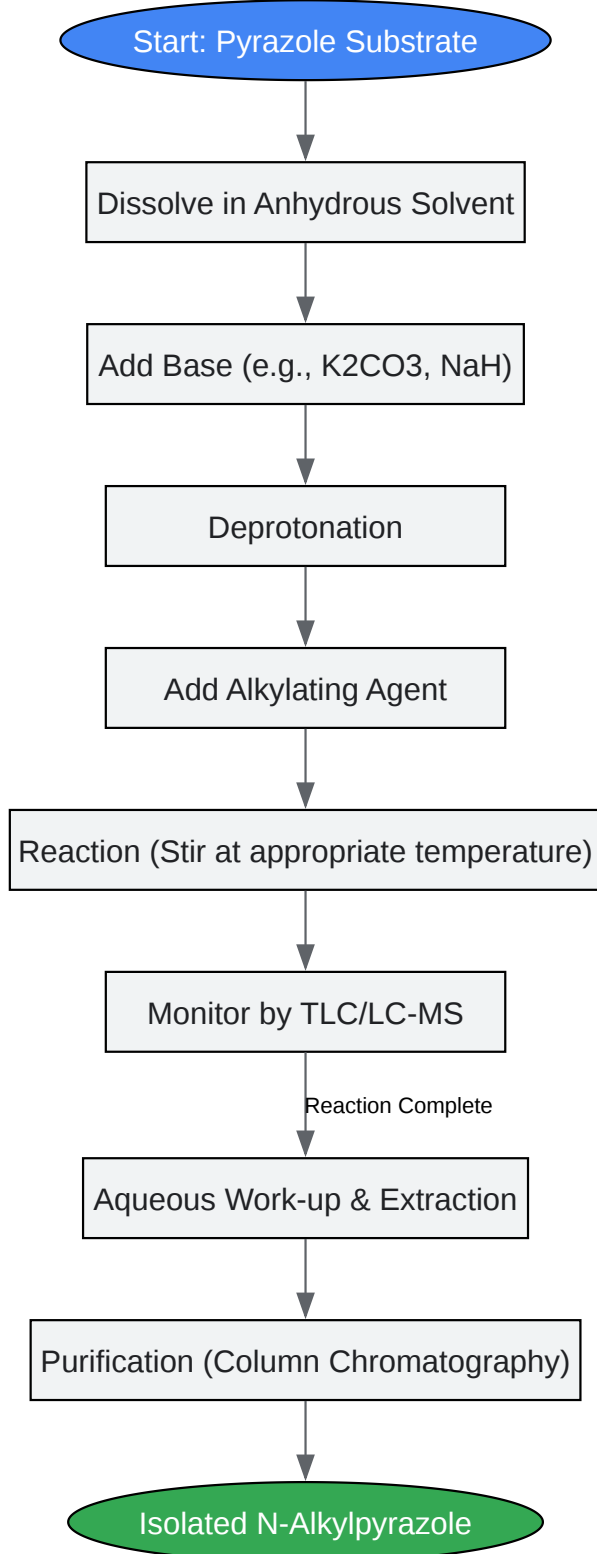 Start: Pyrazole Substrate
Dissolve in Anhydrous Solvent
Add Base (e.g., K2CO3, NaH)
Deprotonation
Add Alkylating Agent
Reaction (Stir at appropriate temperature)
Monitor by TLC/LC-MS
Reaction Complete
Aqueous Work-up & Extraction
Purification (Column Chromatography)
Isolated N-Alkylpyrazole